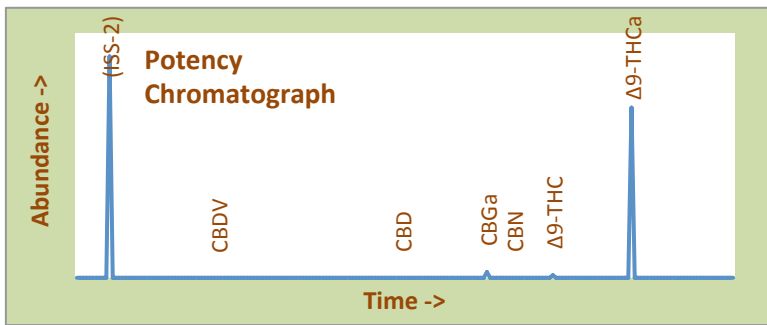 (ISS-2)
Potency
Chromatograph
Δ9-THCa
Abundance ->
CBDV
CBD
CBGa
CBN
Δ9-THC
Time ->